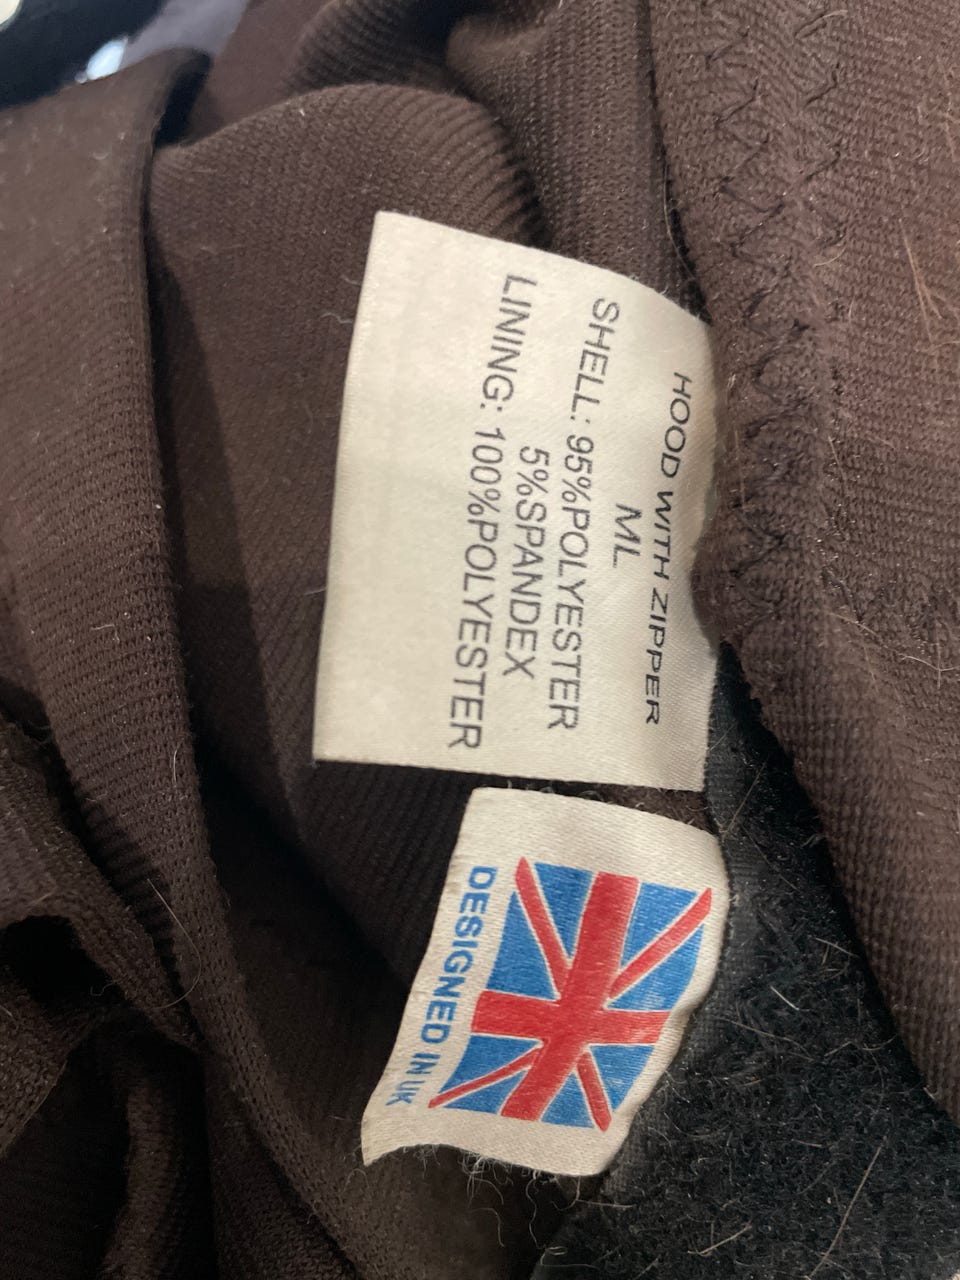 HOOD WITH ZIPPER
ML
SHELL: 95%POLYESTER
5%SPANDEX
LINING: 100%POLYESTER
DESIGNED IN UK